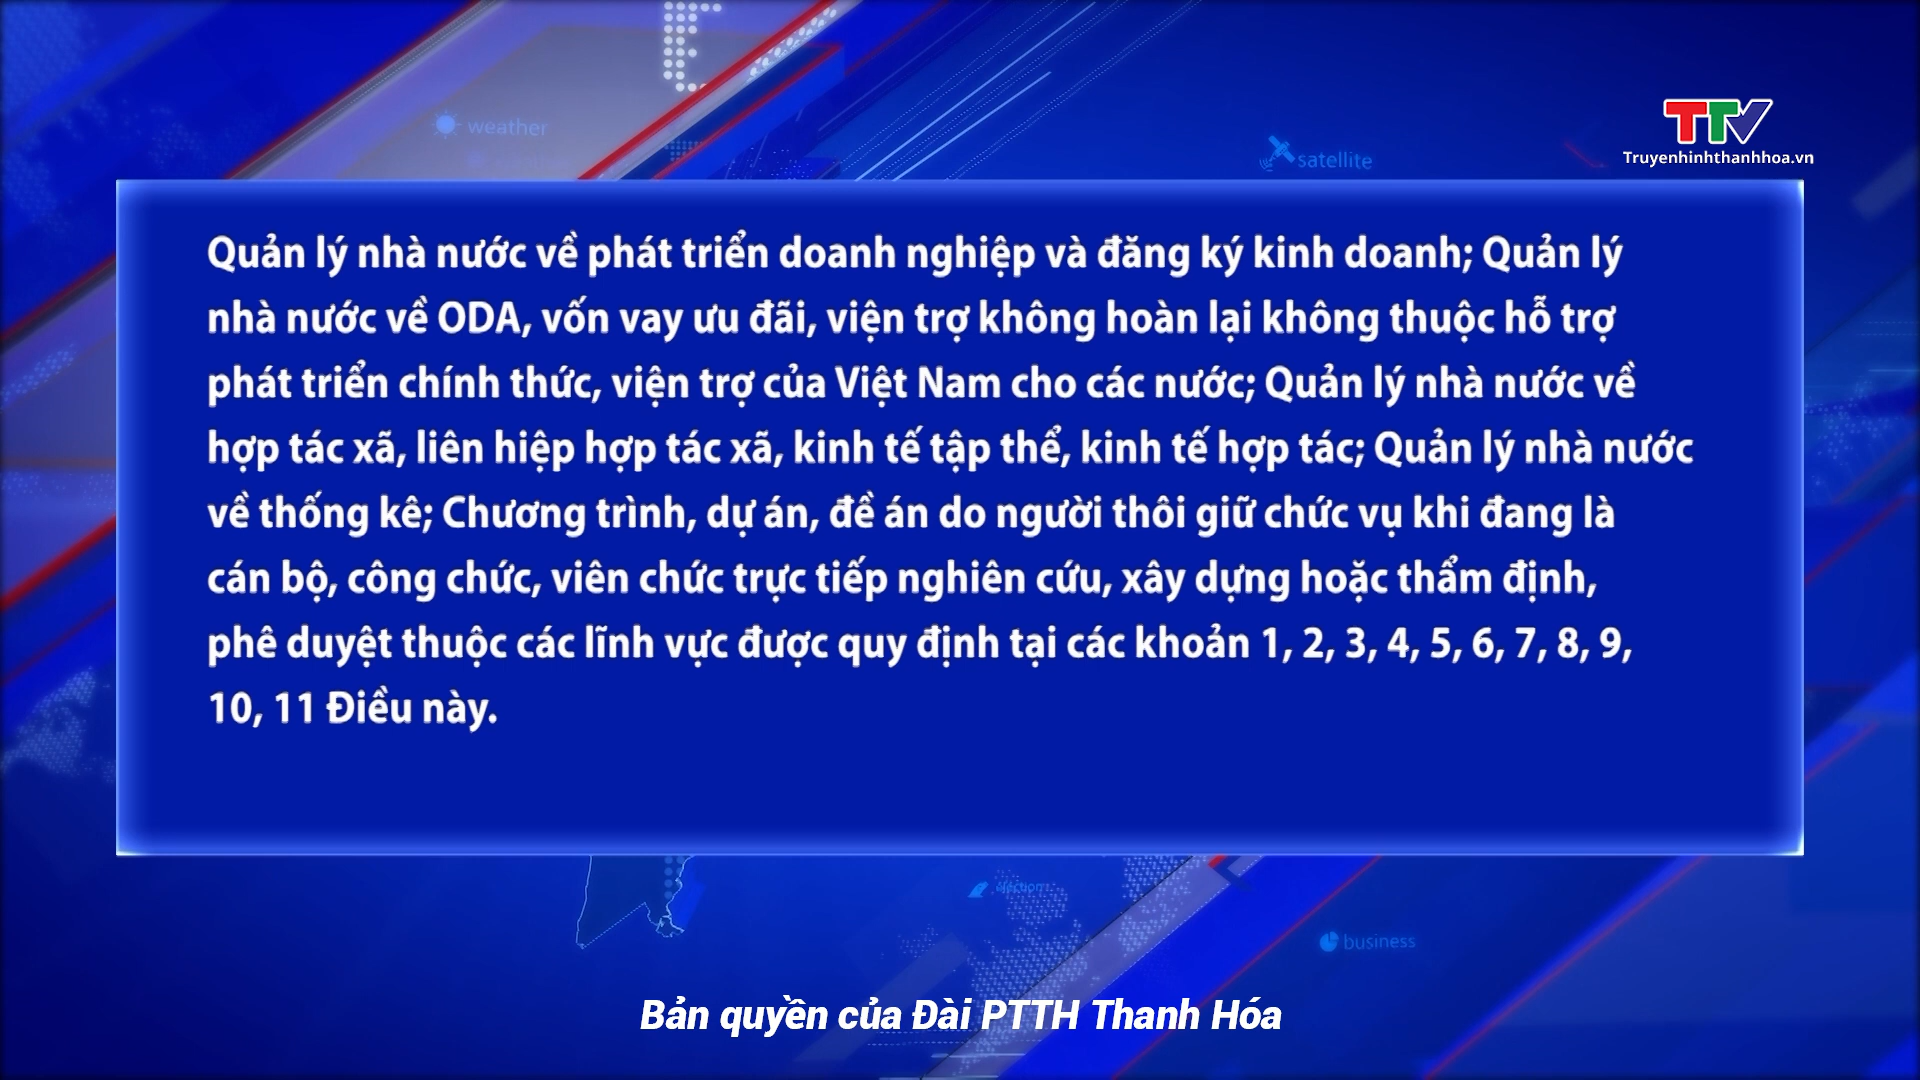 weather
satellite
TTV
Truyenhinhthanhhoa.vn
Quản lý nhà nước về phát triển doanh nghiệp và đăng ký kinh doanh; Quản lý
nhà nước về ODA, vốn vay ưu đãi, viện trợ không hoàn lại không thuộc hỗ trợ
phát triển chính thức, viện trợ của Việt Nam cho các nước; Quản lý nhà nước về
hợp tác xã, liên hiệp hợp tác xã, kinh tế tập thể, kinh tế hợp tác; Quản lý nhà nước
về thống kê; Chương trình, dự án, đề án do người thôi giữ chức vụ khi đang là
cán bộ, công chức, viên chức trực tiếp nghiên cứu, xây dựng hoặc thẩm định,
phê duyệt thuộc các lĩnh vực được quy định tại các khoản 1, 2, 3, 4, 5, 6, 7, 8, 9,
10, 11 Điều này.
business
Bản quyền của Đài PTTH Thanh Hóa